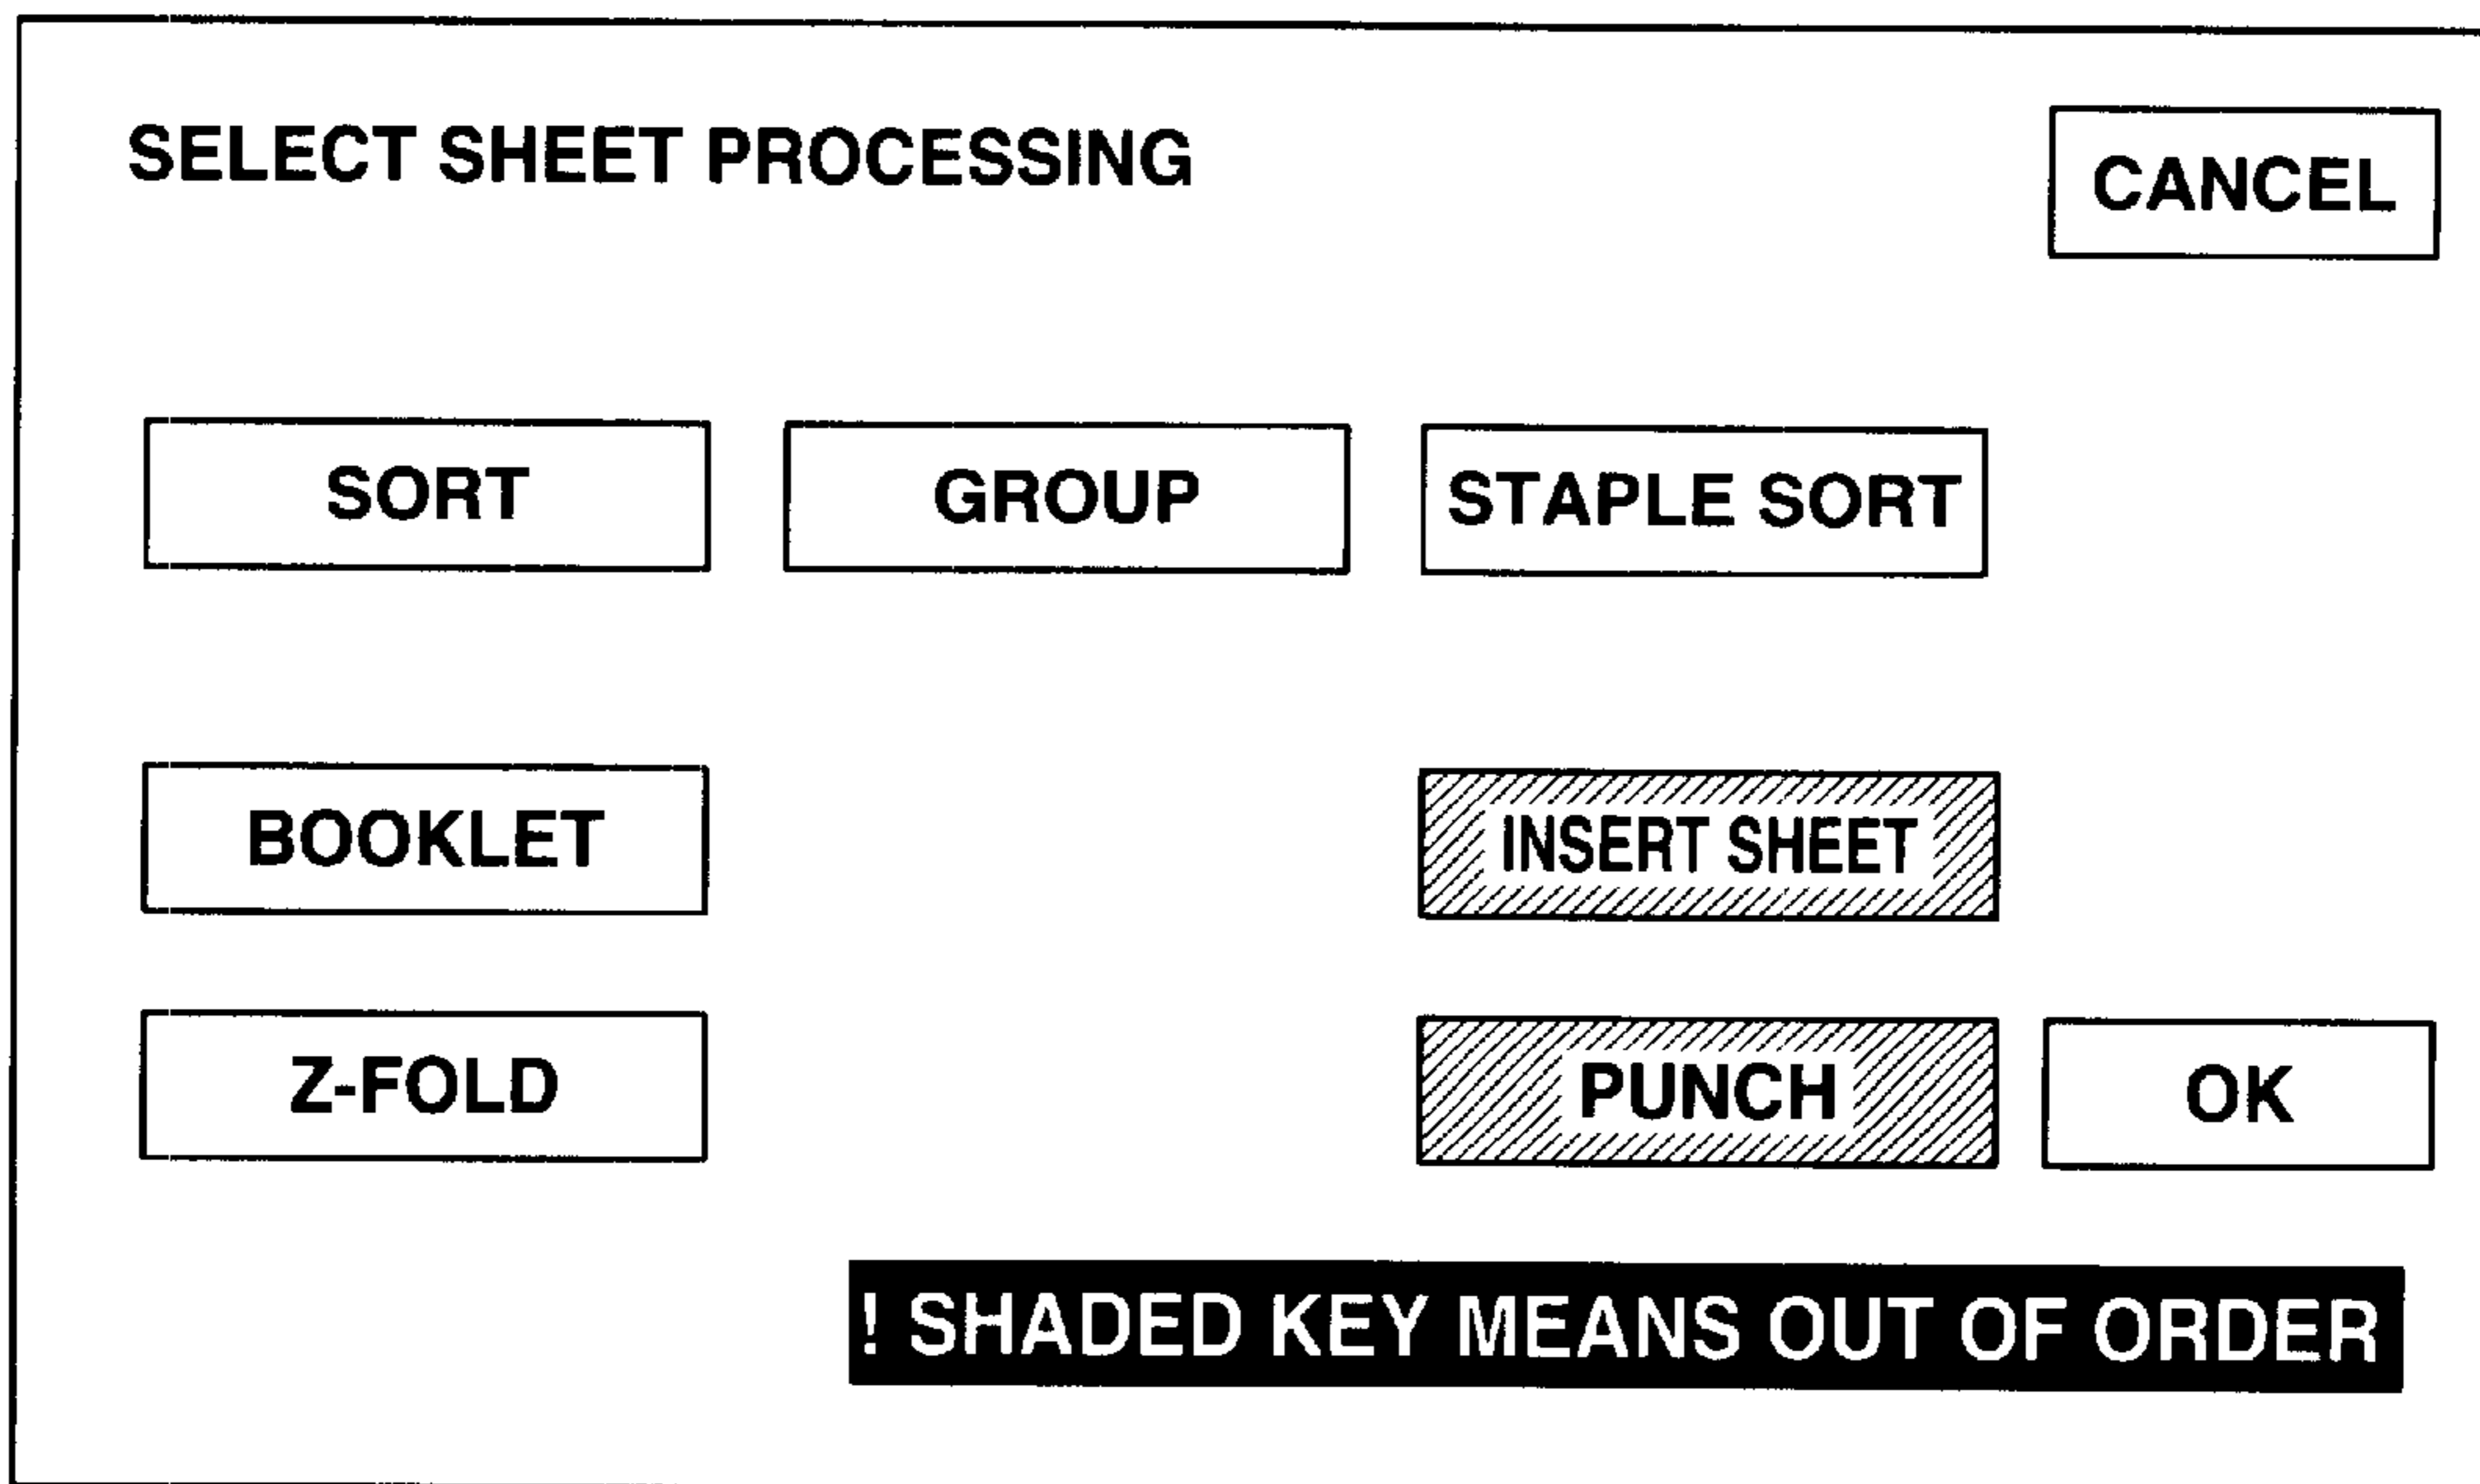 SELECT SHEET PROCESSING
CANCEL
SORT
GROUP
STAPLE SORT
BOOKLET
INSERT SHEET
Z-FOLD
PUNCH
OK
! SHADED KEY MEANS OUT OF ORDER